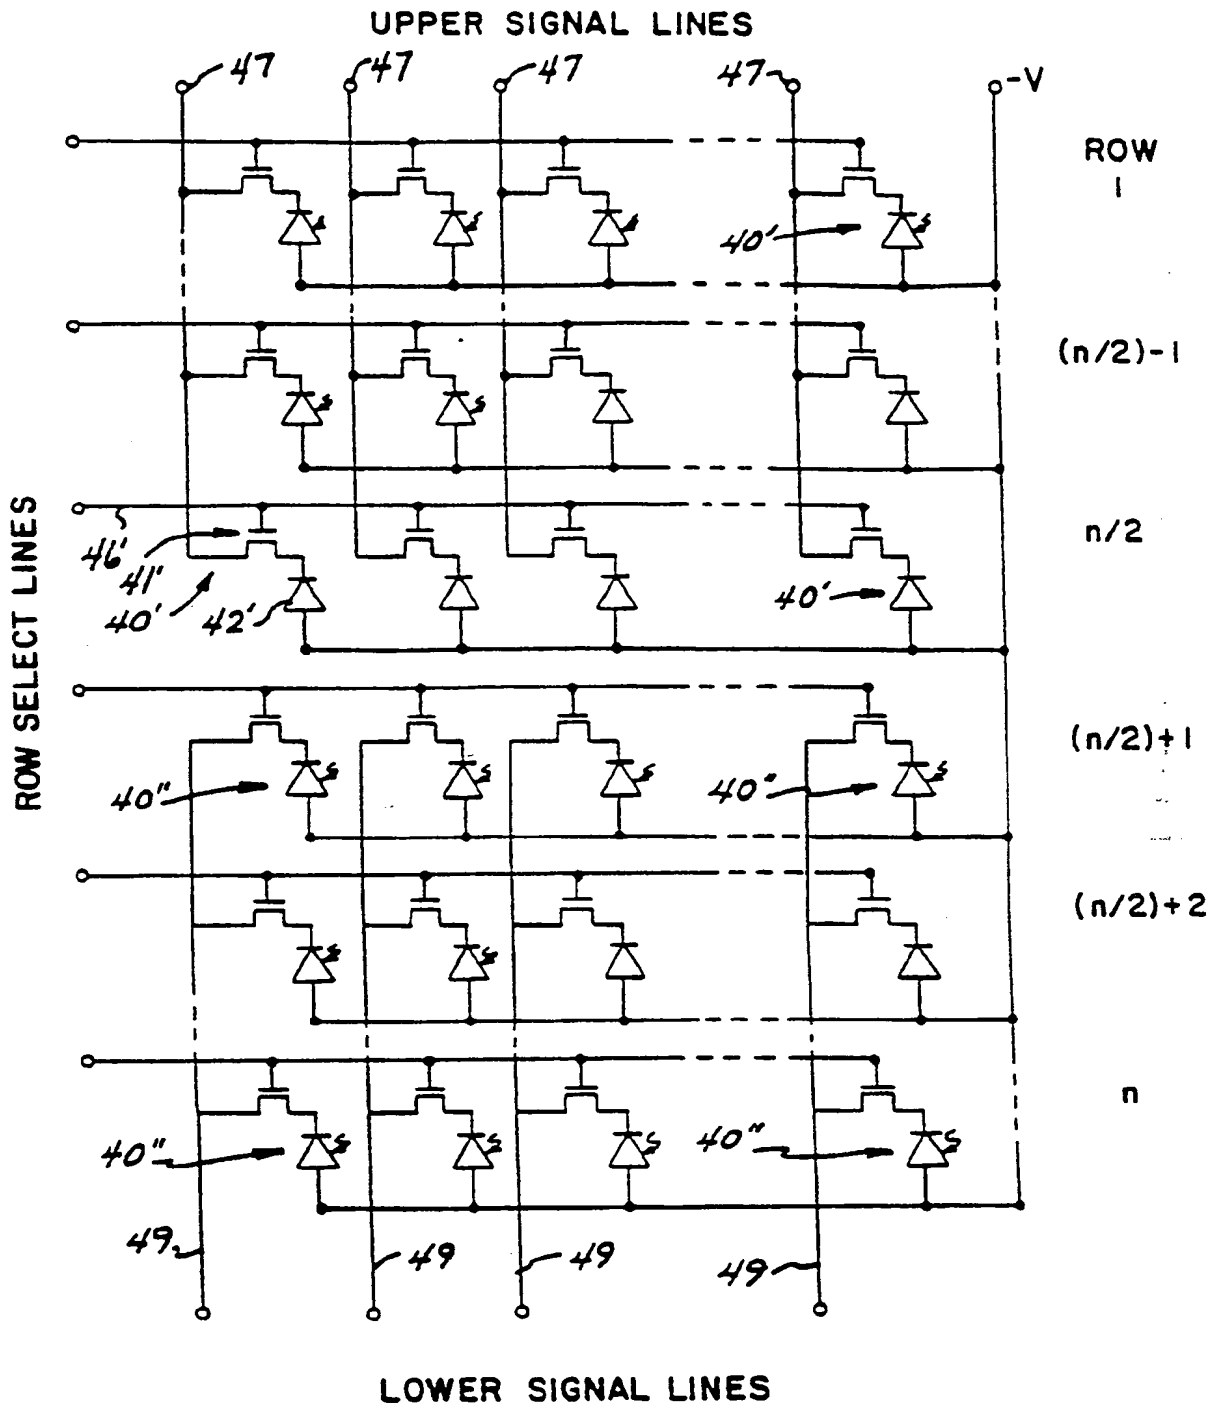 UPPER SIGNAL LINES
47 47 47 47 -V
ROW
1
40'
(n/2)-1
n/2
46'
41'
40' 42' 40'
ROW SELECT LINES
(n/2)+1
40" 40"
(n/2)+2
n
40" 40"
49 49 49 49
LOWER SIGNAL LINES